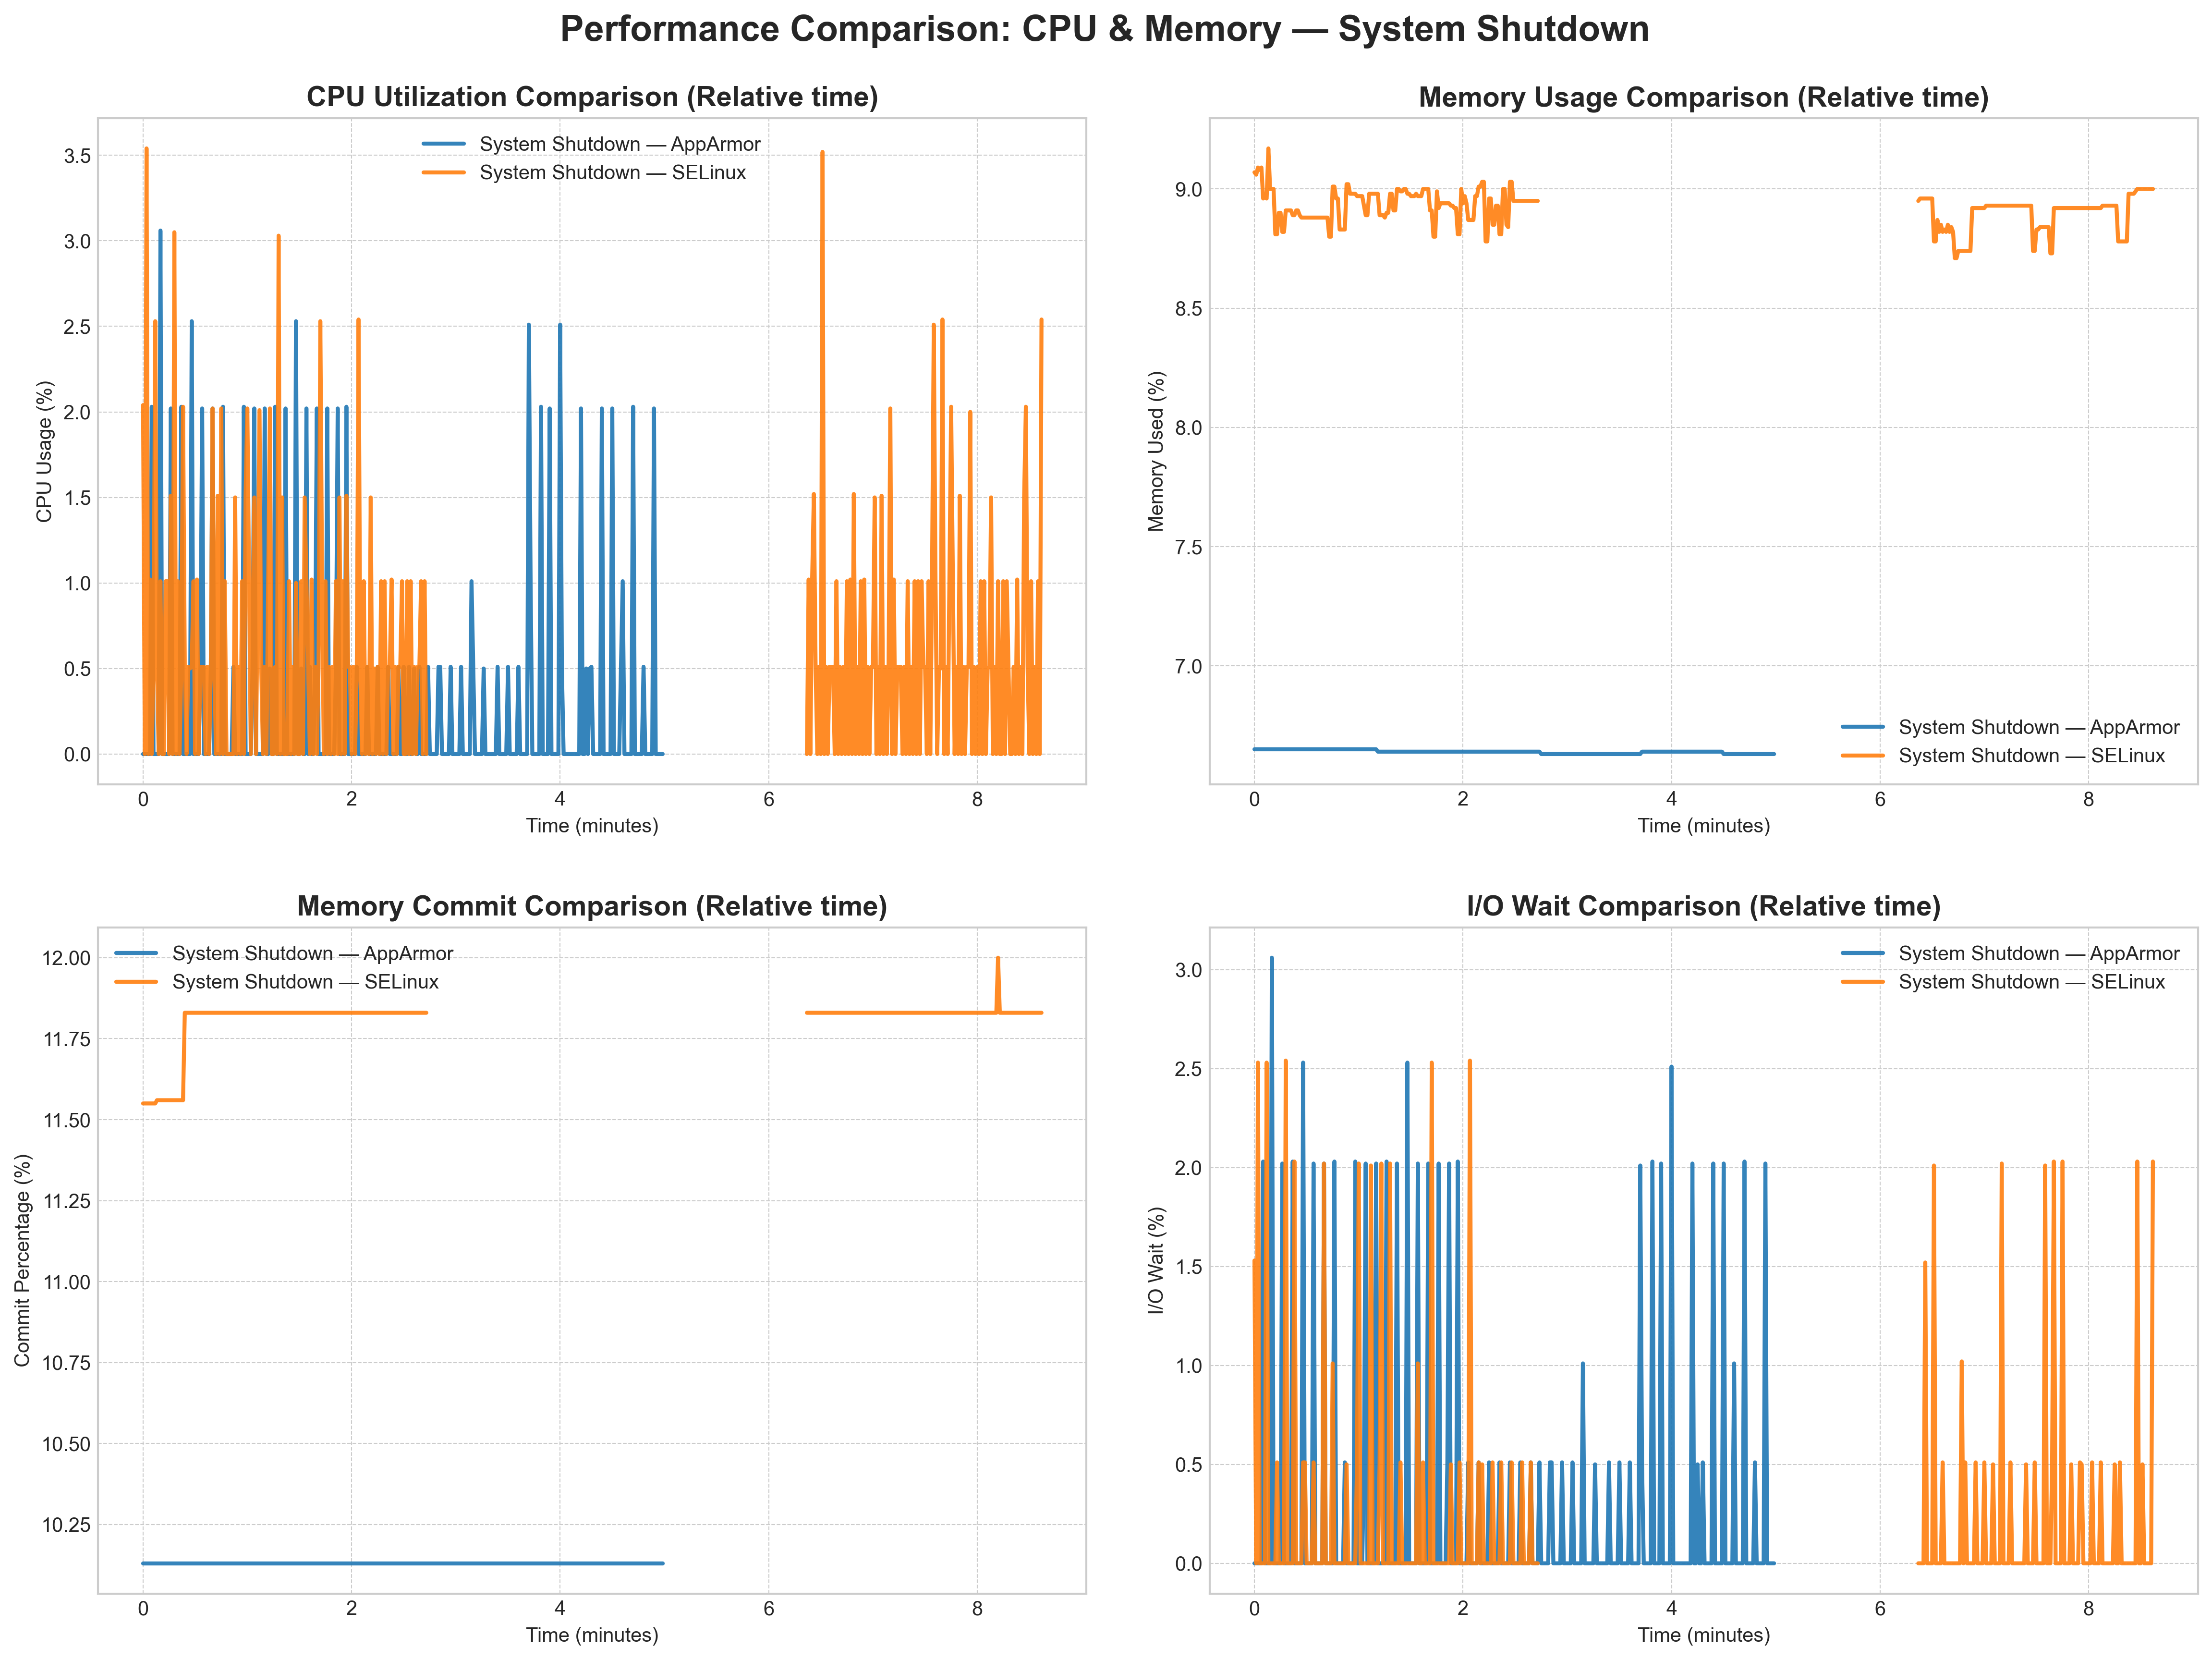 Performance Comparison: CPU & Memory — System Shutdown
CPU Utilization Comparison (Relative time)
System Shutdown — AppArmor
System Shutdown — SELinux
CPU Usage (%)
3.5
3.0
2.5
2.0
1.5
1.0
0.5
0.0
0 2 4 6 8
Time (minutes)
Memory Usage Comparison (Relative time)
Memory Used (%)
9.0
8.5
8.0
7.5
7.0
System Shutdown — AppArmor
System Shutdown — SELinux
0 2 4 6 8
Time (minutes)
Memory Commit Comparison (Relative time)
System Shutdown — AppArmor
System Shutdown — SELinux
Commit Percentage (%)
12.00
11.75
11.50
11.25
11.00
10.75
10.50
10.25
0 2 4 6 8
Time (minutes)
I/O Wait Comparison (Relative time)
System Shutdown — AppArmor
System Shutdown — SELinux
I/O Wait (%)
3.0
2.5
2.0
1.5
1.0
0.5
0.0
0 2 4 6 8
Time (minutes)